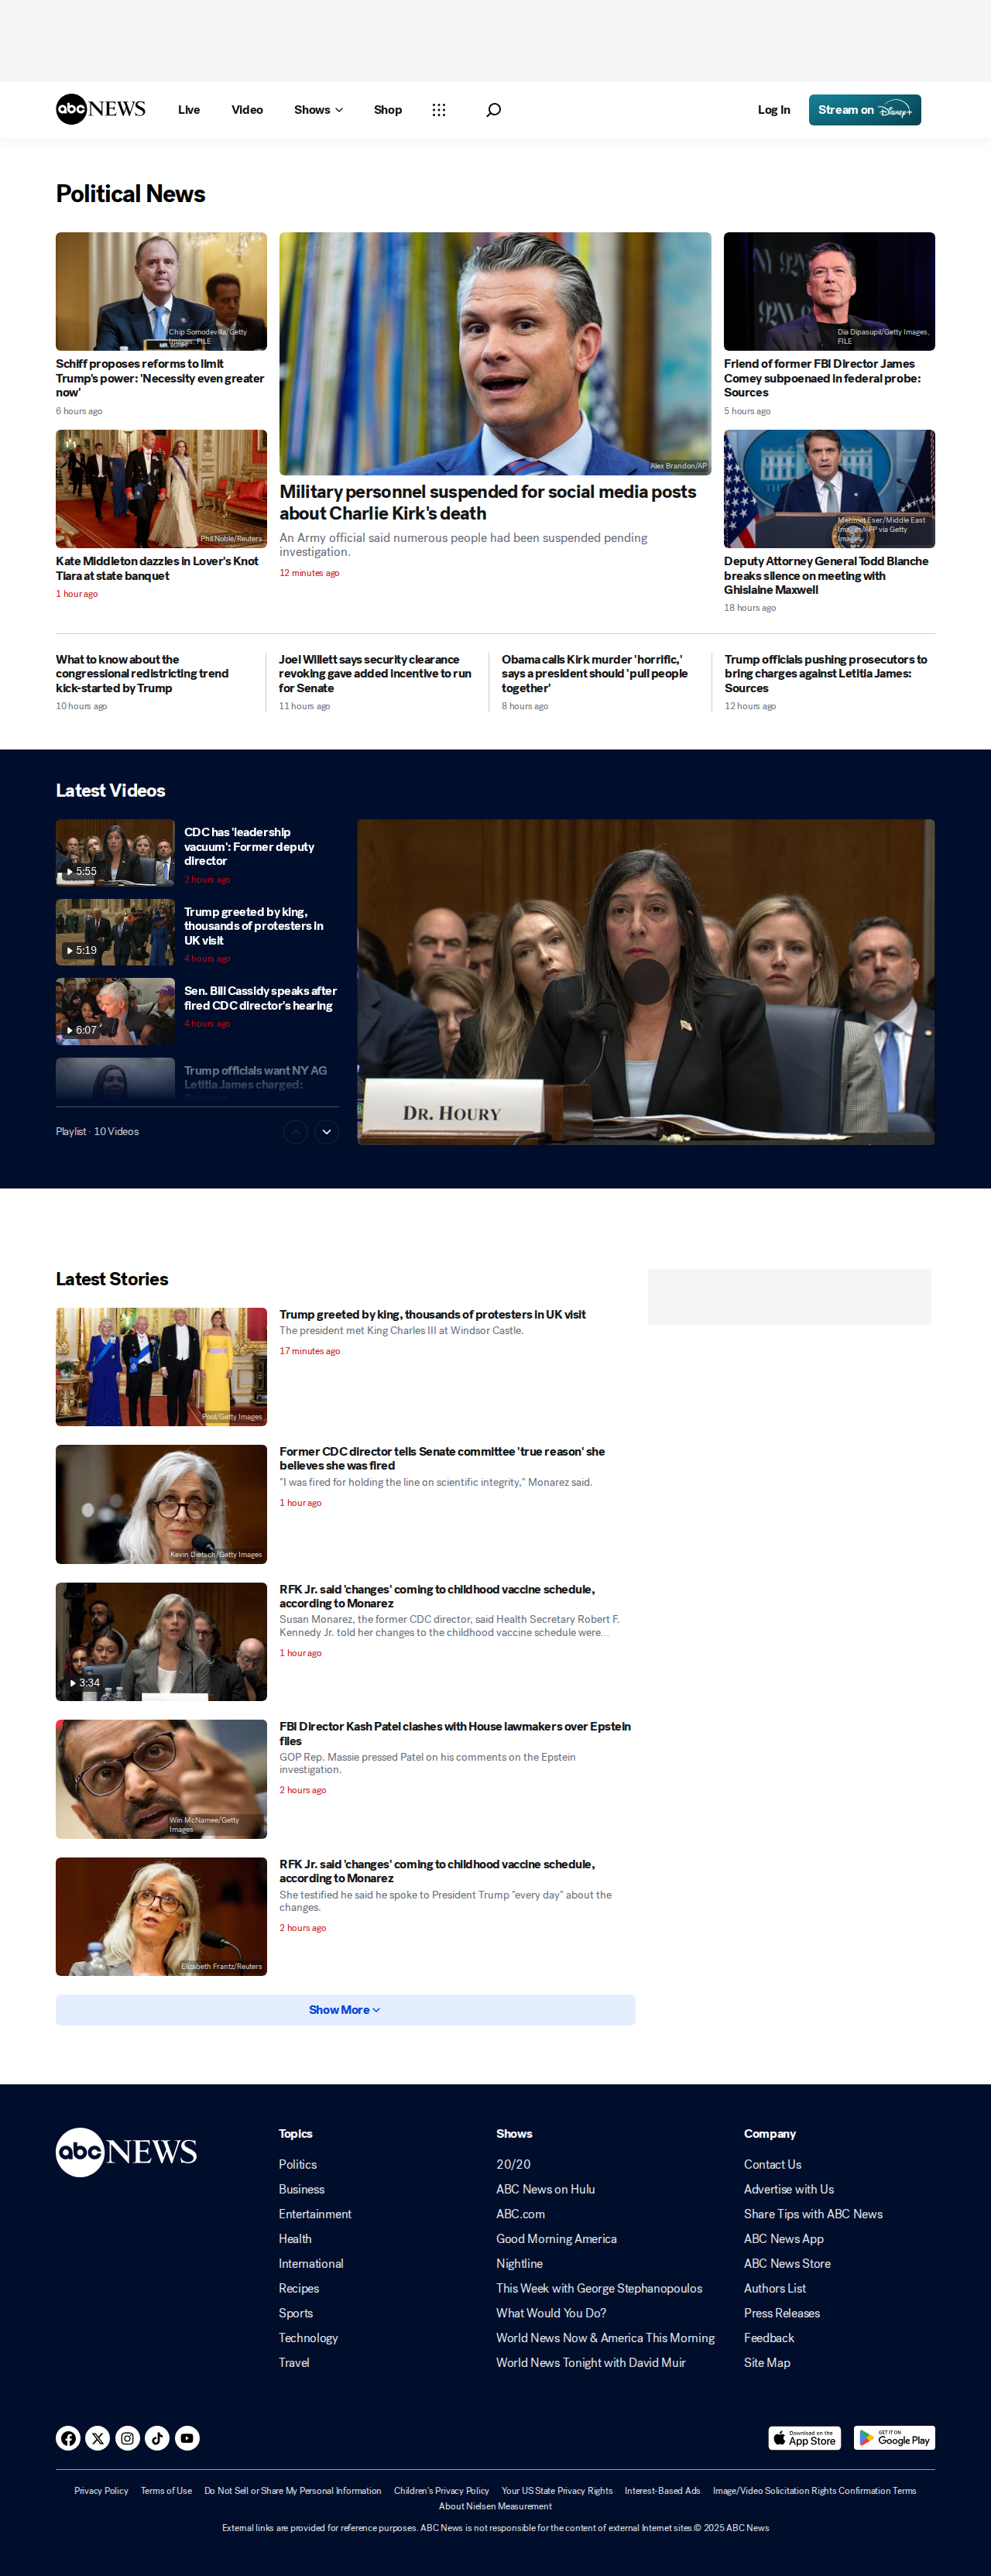 abc NEWS
Live
Video
Shows
Shop
Log In
Stream on Disney+
Political News
Chip Somodevilla/Getty
Images, FILE
Schiff proposes reforms to limit
Trump's power: 'Necessity even greater
now'
6 hours ago
Phil Noble/Reuters
Kate Middleton dazzles in Lover's Knot
Tiara at state banquet
1 hour ago
Alex Brandon/AP
Military personnel suspended for social media posts
about Charlie Kirk's death
An Army official said numerous people had been suspended pending
investigation.
12 minutes ago
Dia Dipasupil/Getty Images,
FILE
Friend of former FBI Director James
Comey subpoenaed in federal probe:
Sources
5 hours ago
Mehmet Eser/Middle East
Images/AFP via Getty
Images
Deputy Attorney General Todd Blanche
breaks silence on meeting with
Ghislaine Maxwell
18 hours ago
What to know about the
congressional redistricting trend
kick-started by Trump
10 hours ago
Joel Willett says security clearance
revoking gave added incentive to run
for Senate
11 hours ago
Obama calls Kirk murder 'horrific,'
says a president should 'pull people
together'
8 hours ago
Trump officials pushing prosecutors to
bring charges against Letitia James:
Sources
12 hours ago
Latest Videos
5:55
CDC has 'leadership
vacuum': Former deputy
director
2 hours ago
5:19
Trump greeted by king,
thousands of protesters in
UK visit
4 hours ago
6:07
Sen. Bill Cassidy speaks after
fired CDC director's hearing
4 hours ago
Trump officials want NY AG
Letitia James charged:
Sources
Playlist · 10 Videos
DR. HOURY
Latest Stories
Pool/Getty Images
Trump greeted by king, thousands of protesters in UK visit
The president met King Charles III at Windsor Castle.
17 minutes ago
Kevin Dietsch/Getty Images
Former CDC director tells Senate committee 'true reason' she
believes she was fired
"I was fired for holding the line on scientific integrity," Monarez said.
1 hour ago
3:34
RFK Jr. said 'changes' coming to childhood vaccine schedule,
according to Monarez
Susan Monarez, the former CDC director, said Health Secretary Robert F.
Kennedy Jr. told her changes to the childhood vaccine schedule were...
1 hour ago
Win McNamee/Getty
Images
FBI Director Kash Patel clashes with House lawmakers over Epstein
files
GOP Rep. Massie pressed Patel on his comments on the Epstein
investigation.
2 hours ago
Elizabeth Frantz/Reuters
RFK Jr. said 'changes' coming to childhood vaccine schedule,
according to Monarez
She testified he said he spoke to President Trump "every day" about the
changes.
2 hours ago
Show More
abc NEWS
Topics
Politics
Business
Entertainment
Health
International
Recipes
Sports
Technology
Travel
Shows
20/20
ABC News on Hulu
ABC.com
Good Morning America
Nightline
This Week with George Stephanopoulos
What Would You Do?
World News Now & America This Morning
World News Tonight with David Muir
Company
Contact Us
Advertise with Us
Share Tips with ABC News
ABC News App
ABC News Store
Authors List
Press Releases
Feedback
Site Map
Download on the
App Store
GET IT ON
Google Play
Privacy Policy
Terms of Use
Do Not Sell or Share My Personal Information
Children's Privacy Policy
Your US State Privacy Rights
Interest-Based Ads
Image/Video Solicitation Rights Confirmation Terms
About Nielsen Measurement
External links are provided for reference purposes. ABC News is not responsible for the content of external Internet sites.© 2025 ABC News